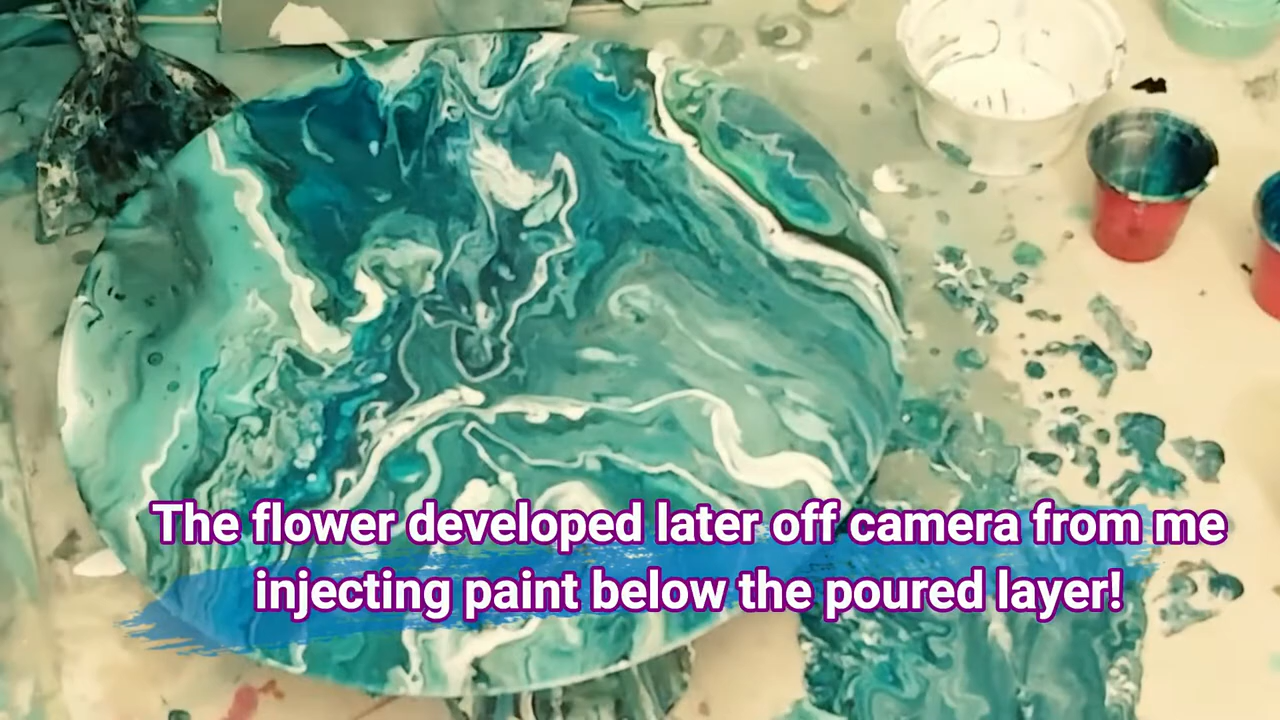 The flower developed later off camera from me
injecting paint below the poured layer!